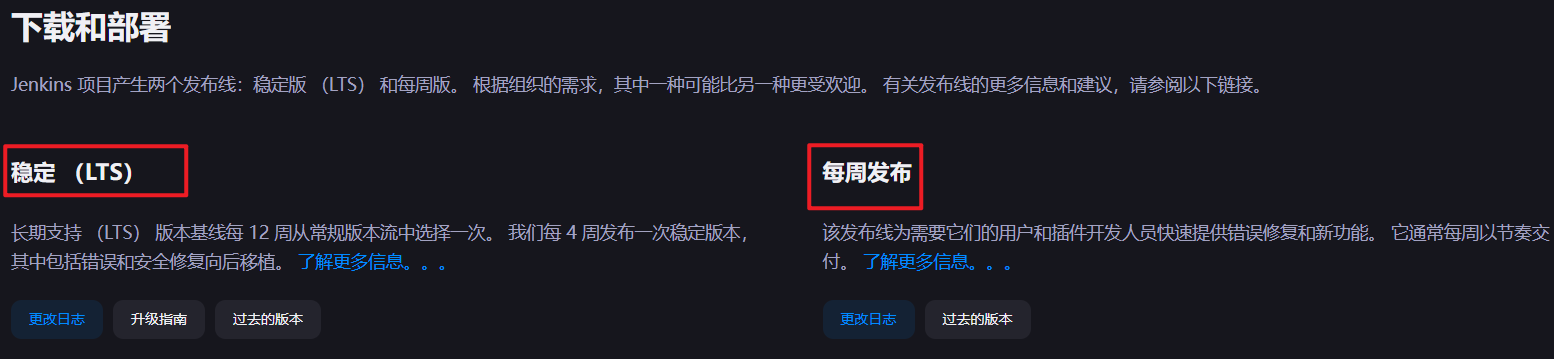 下载和部署
Jenkins 项目产生两个发布线：稳定版 （LTS） 和每周版。 根据组织的需求，其中一种可能比另一种更受欢迎。 有关发布线的更多信息和建议，请参阅以下链接。
稳定 （LTS）
长期支持 （LTS） 版本基线每 12 周从常规版本流中选择一次。 我们每 4 周发布一次稳定版本，
其中包括错误和安全修复向后移植。 了解更多信息。。。
更改日志 升级指南 过去的版本
每周发布
该发布线为需要它们的用户和插件开发人员快速提供错误修复和新功能。 它通常每周以节奏交
付。 了解更多信息。。。
更改日志 过去的版本